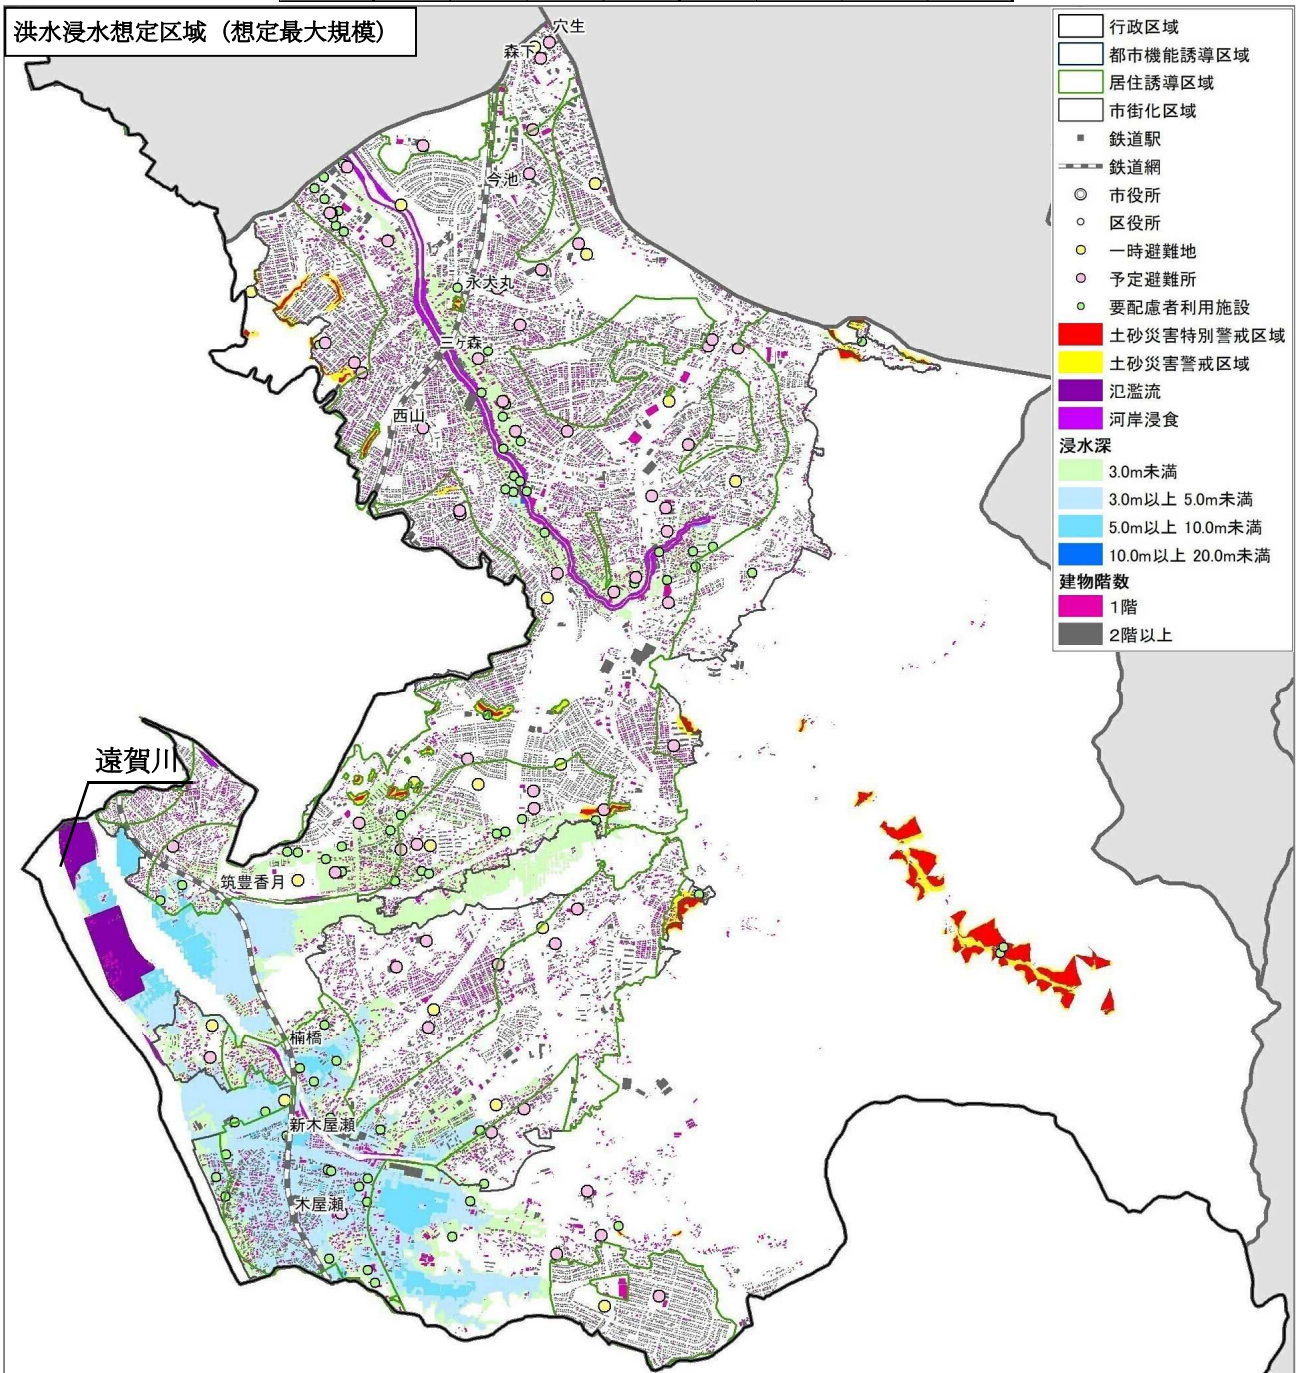 洪水浸水想定区域（想定最大規模）
穴生
森下
今池
永犬丸
三ヶ森
西山
遠賀川
筑豊香月
楠橋
新木屋瀬
木屋瀬
行政区域
都市機能誘導区域
居住誘導区域
市街化区域
鉄道駅
鉄道網
市役所
区役所
一時避難地
予定避難所
要配慮者利用施設
土砂災害特別警戒区域
土砂災害警戒区域
氾濫流
河岸浸食
浸水深
3.0m未満
3.0m以上 5.0m未満
5.0m以上 10.0m未満
10.0m以上 20.0m未満
建物階数
1階
2階以上